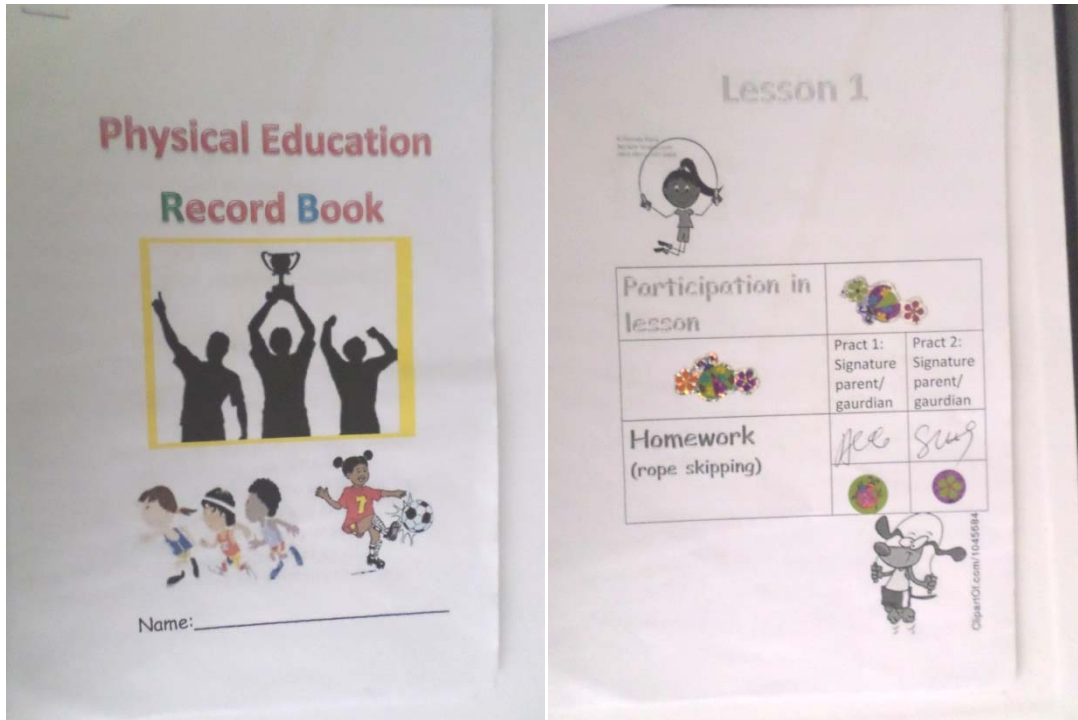 Physical Education
Record Book
7
Name:
Lesson 1
Participation in
lesson
Pract 1:
Signature
parent/
gaurdian
Pract 2:
Signature
parent/
gaurdian
Homework
(rope skipping)
ClipartOf.com/1045684